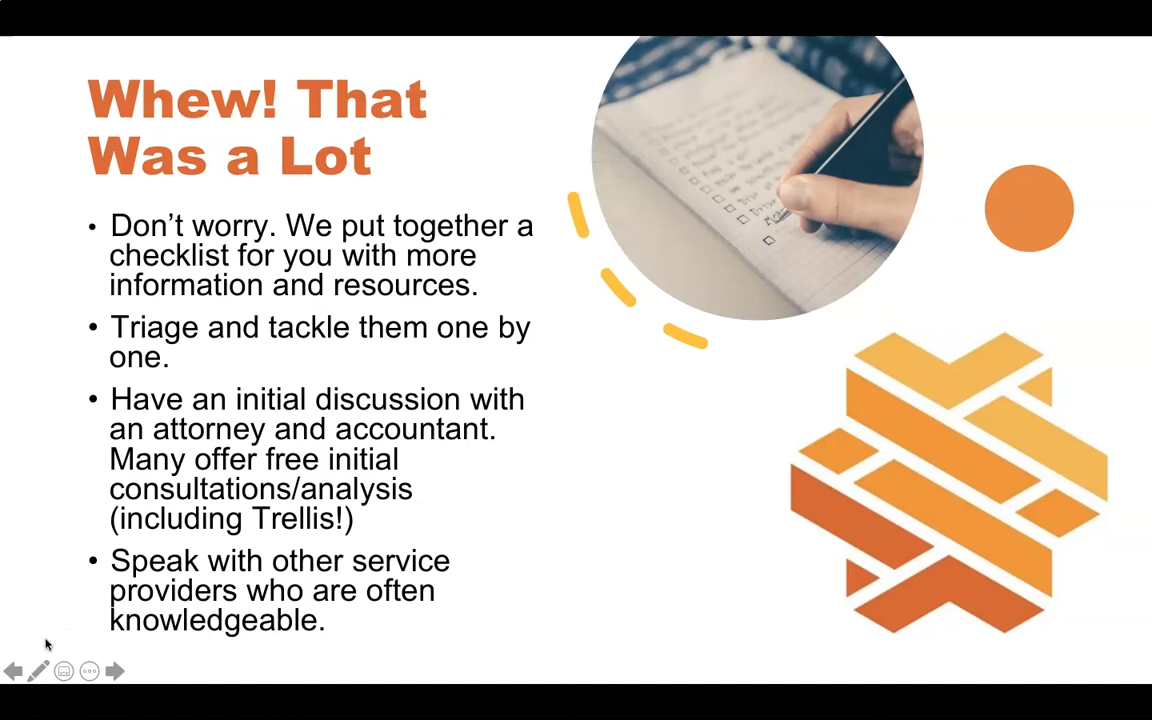 Whew! That
Was a Lot
• Don’t worry. We put together a
checklist for you with more
information and resources.
• Triage and tackle them one by
one.
• Have an initial discussion with
an attorney and accountant.
Many offer free initial
consultations/analysis
(including Trellis!)
• Speak with other service
providers who are often
knowledgeable.